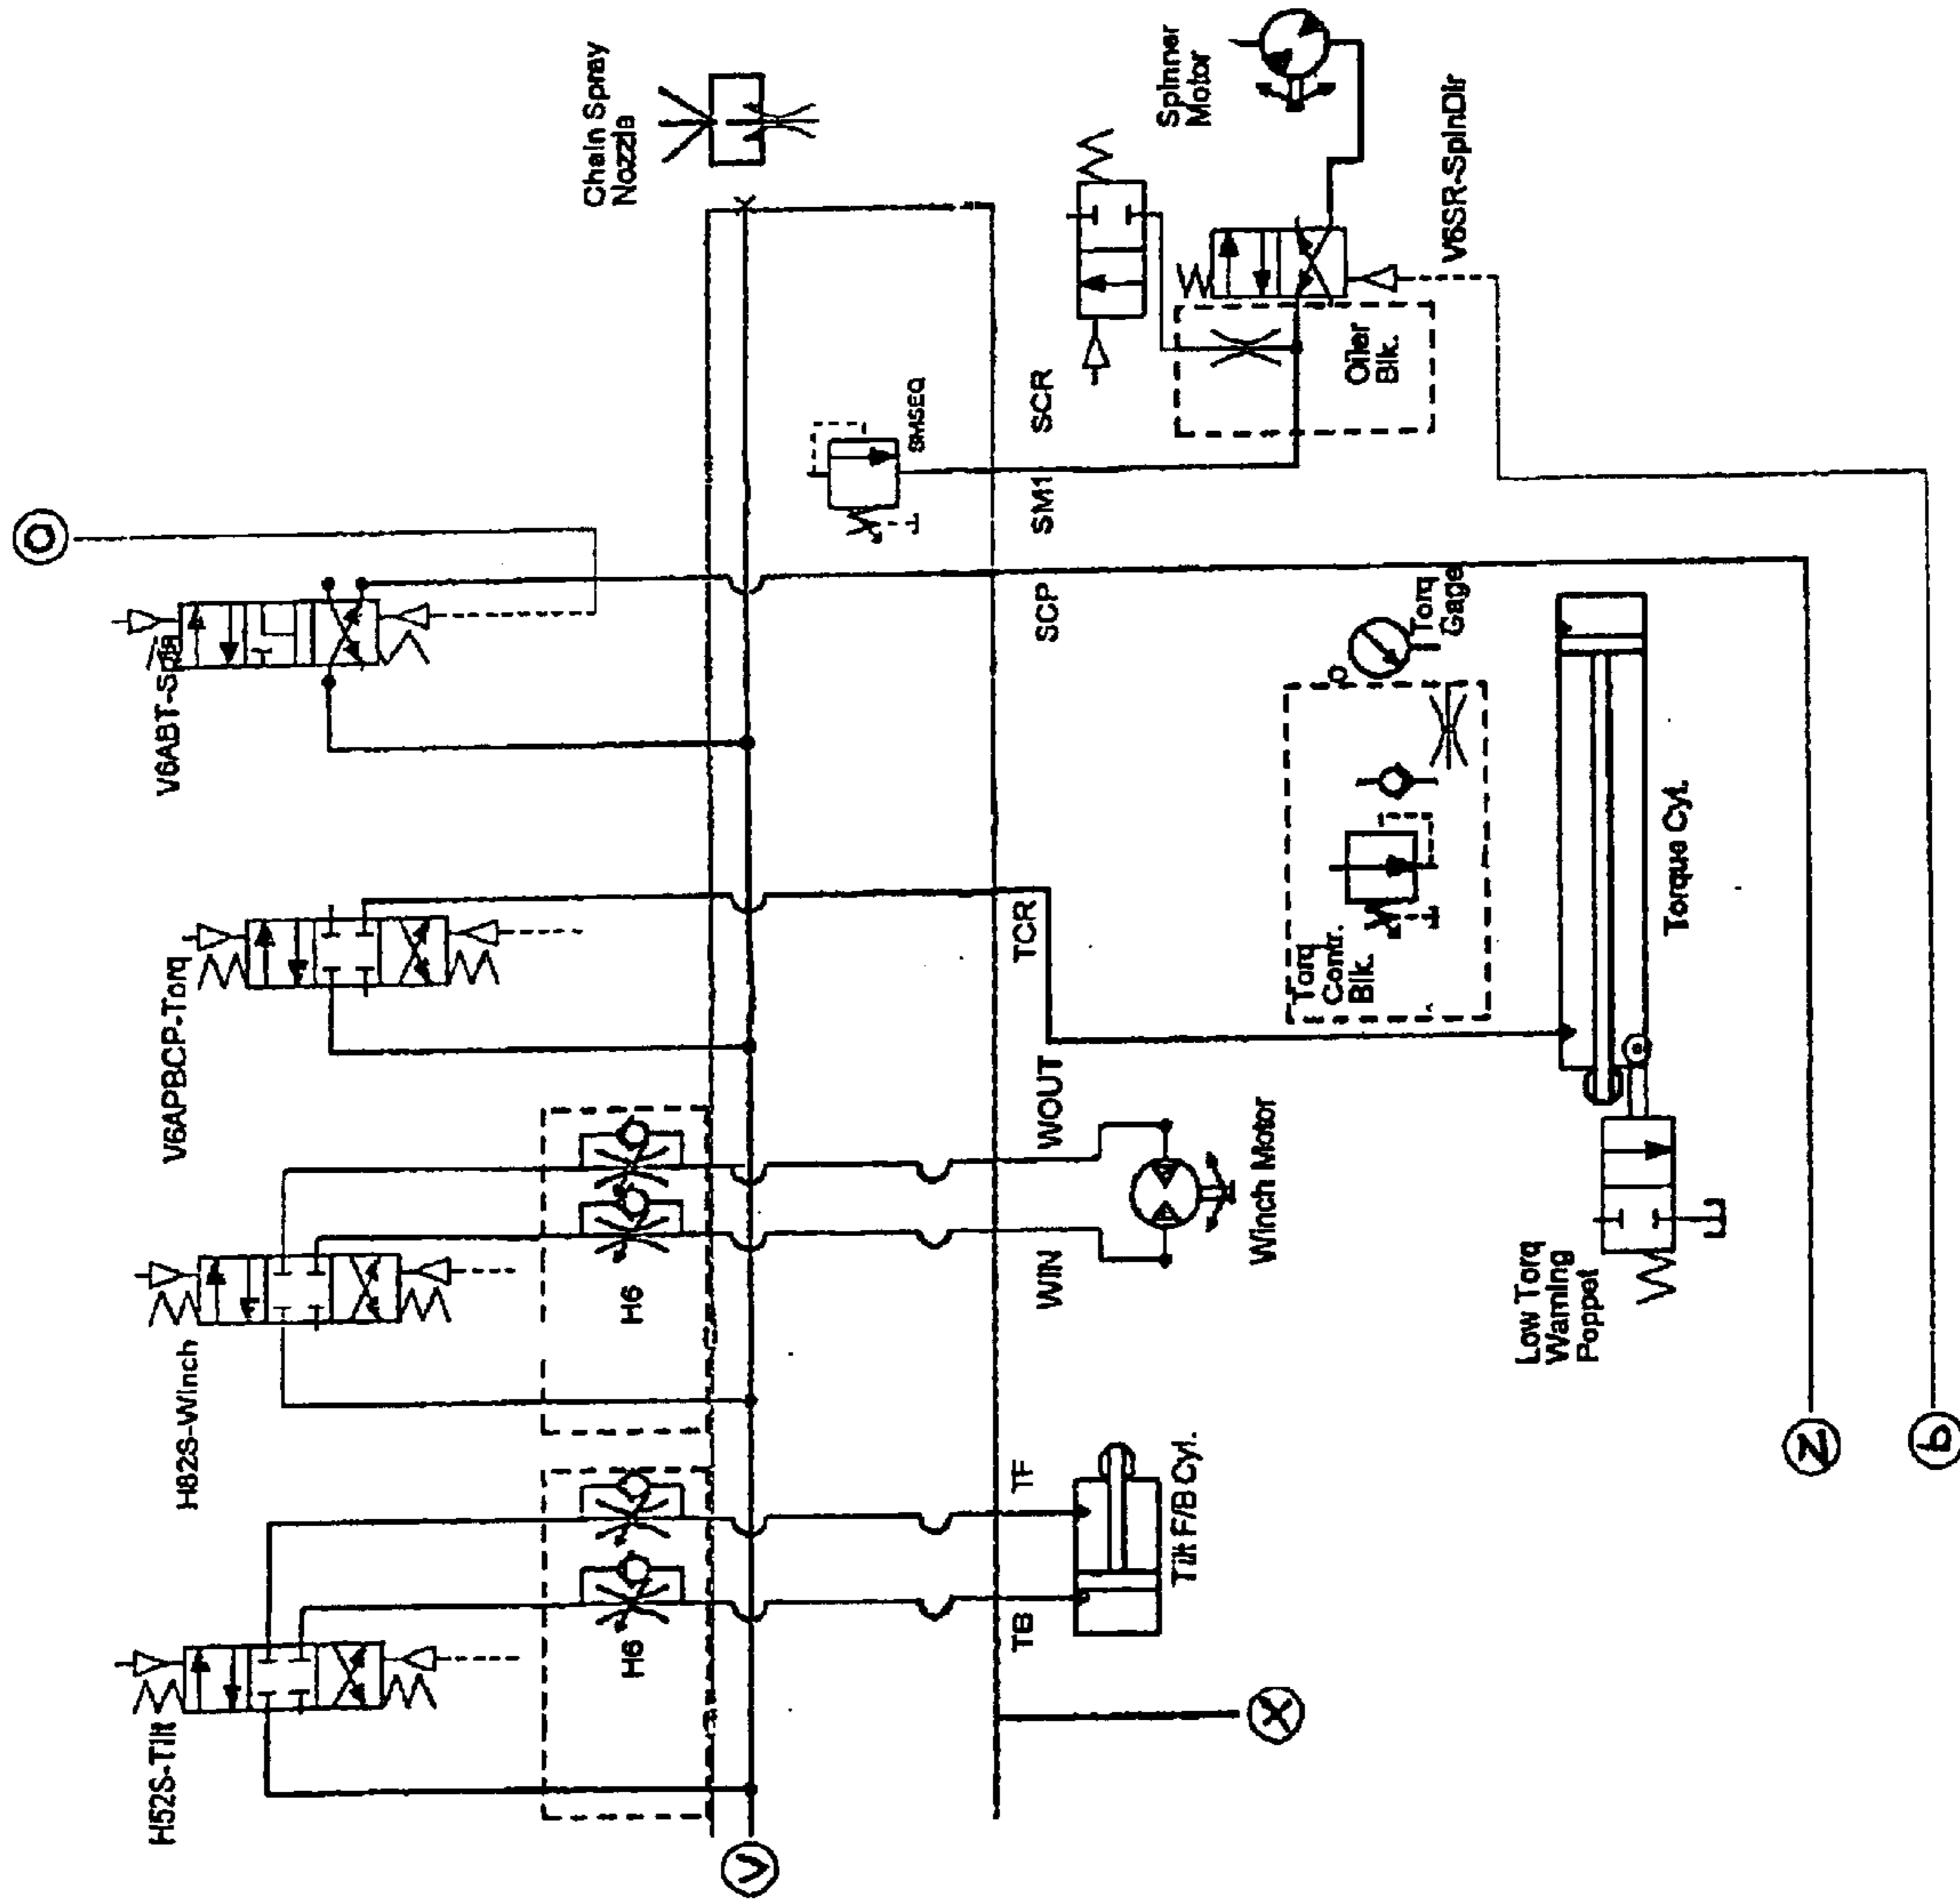 H52S-Tilt
H82S-Winch
V6APBCP-Torq
O
Chain Spray
Nozzle
H6
H6
V
SMSEQ
TB
TF
WIN
WOUT
TCR
SCP
SM1
SCR
Spinner
Motor
Tilt F/B Cyl.
X
Winch Motor
Torq
Contr.
Blk.
Torq
Gage
Oiler
Blk.
V6SR-SpinDir
Low Torq
Warning
Poppet
Torque Cyl.
Z
b